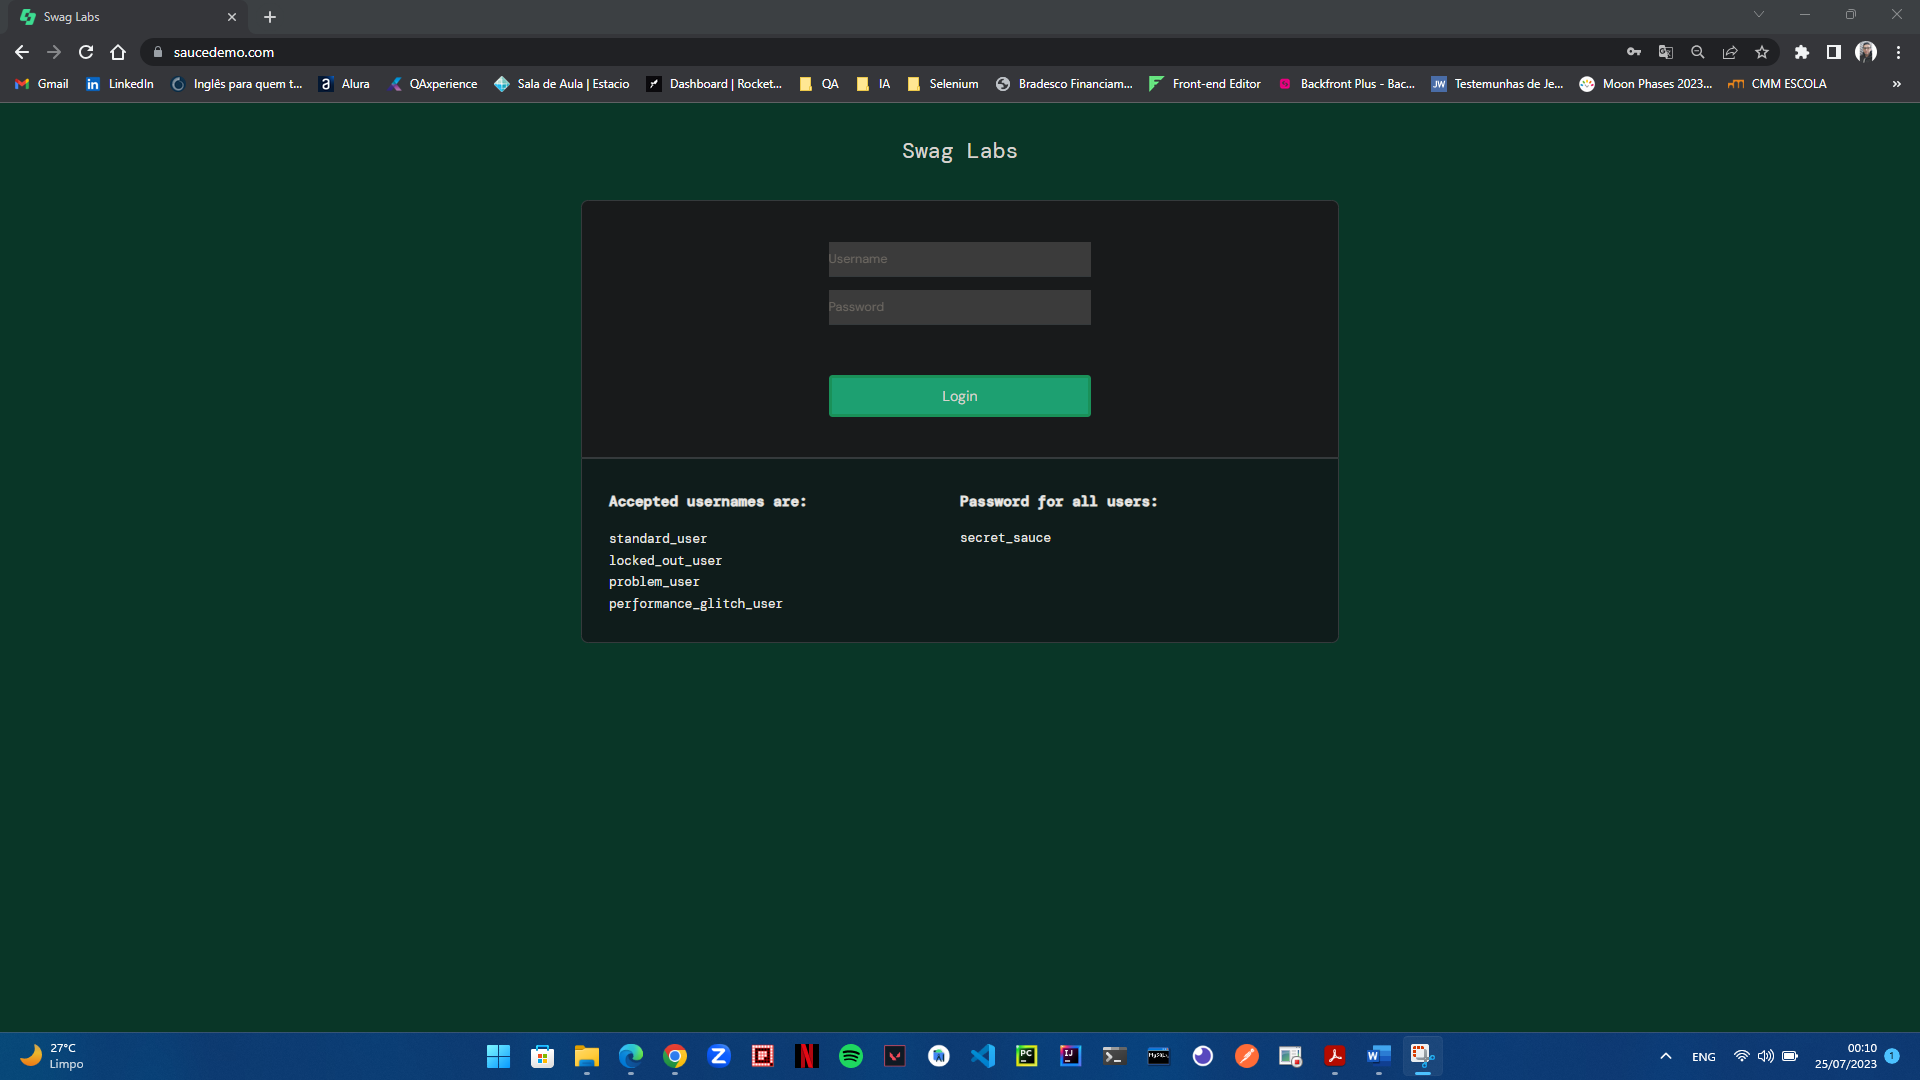 Swag Labs
saucedemo.com
Gmail LinkedIn Inglês para quem t... Alura QAxperience Sala de Aula | Estacio Dashboard | Rocket... QA IA Selenium Bradesco Financiam... Front-end Editor Backfront Plus - Bac... Testemunhas de Je... Moon Phases 2023... CMM ESCOLA »
Swag Labs
Username
Password
Login
Accepted usernames are:
standard_user
locked_out_user
problem_user
performance_glitch_user
Password for all users:
secret_sauce
27°C
Limpo
ENG
00:10
25/07/2023
1